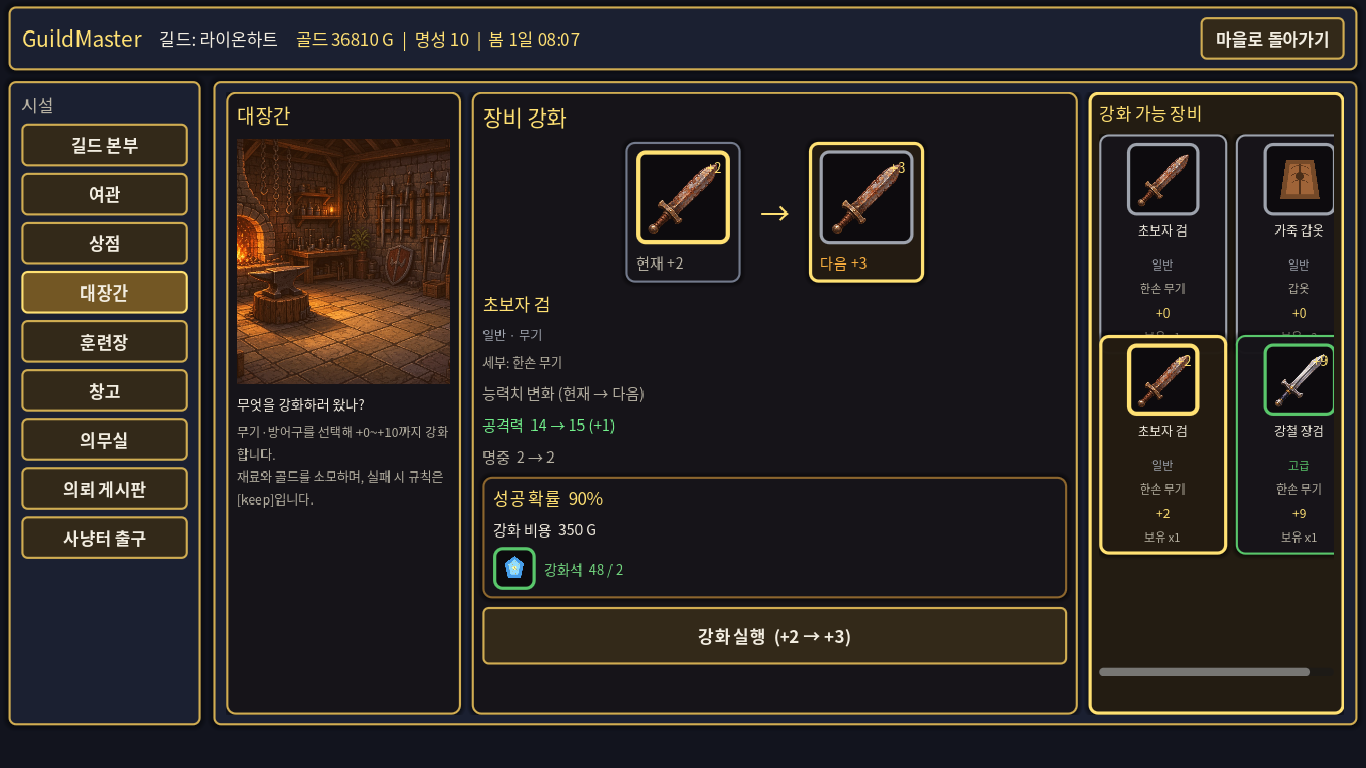 GuildMaster 길드: 라이온하트 골드 36810 G | 명성 10 | 봄 1일 08:07
마을로 돌아가기
시설
길드 본부
여관
상점
대장간
훈련장
창고
의무실
의뢰 게시판
사냥터 출구
대장간
무엇을 강화하러 왔나?
무기·방어구를 선택해 +0~+10까지 강화
합니다.
재료와 골드를 소모하며, 실패 시 규칙은
[keep]입니다.
장비 강화
+2
현재 +2
→
+3
다음 +3
초보자 검
일반 · 무기
세부: 한손 무기
능력치 변화 (현재 → 다음)
공격력 14 → 15 (+1)
명중 2 → 2
성공 확률 90%
강화 비용 350 G
강화석 48 / 2
강화 실행 (+2 → +3)
강화 가능 장비
초보자 검
일반
한손 무기
+0
가죽 갑옷
일반
갑옷
+0
초보자 검
일반
한손 무기
+2
보유 x1
강철 장검
고급
한손 무기
+9
보유 x1